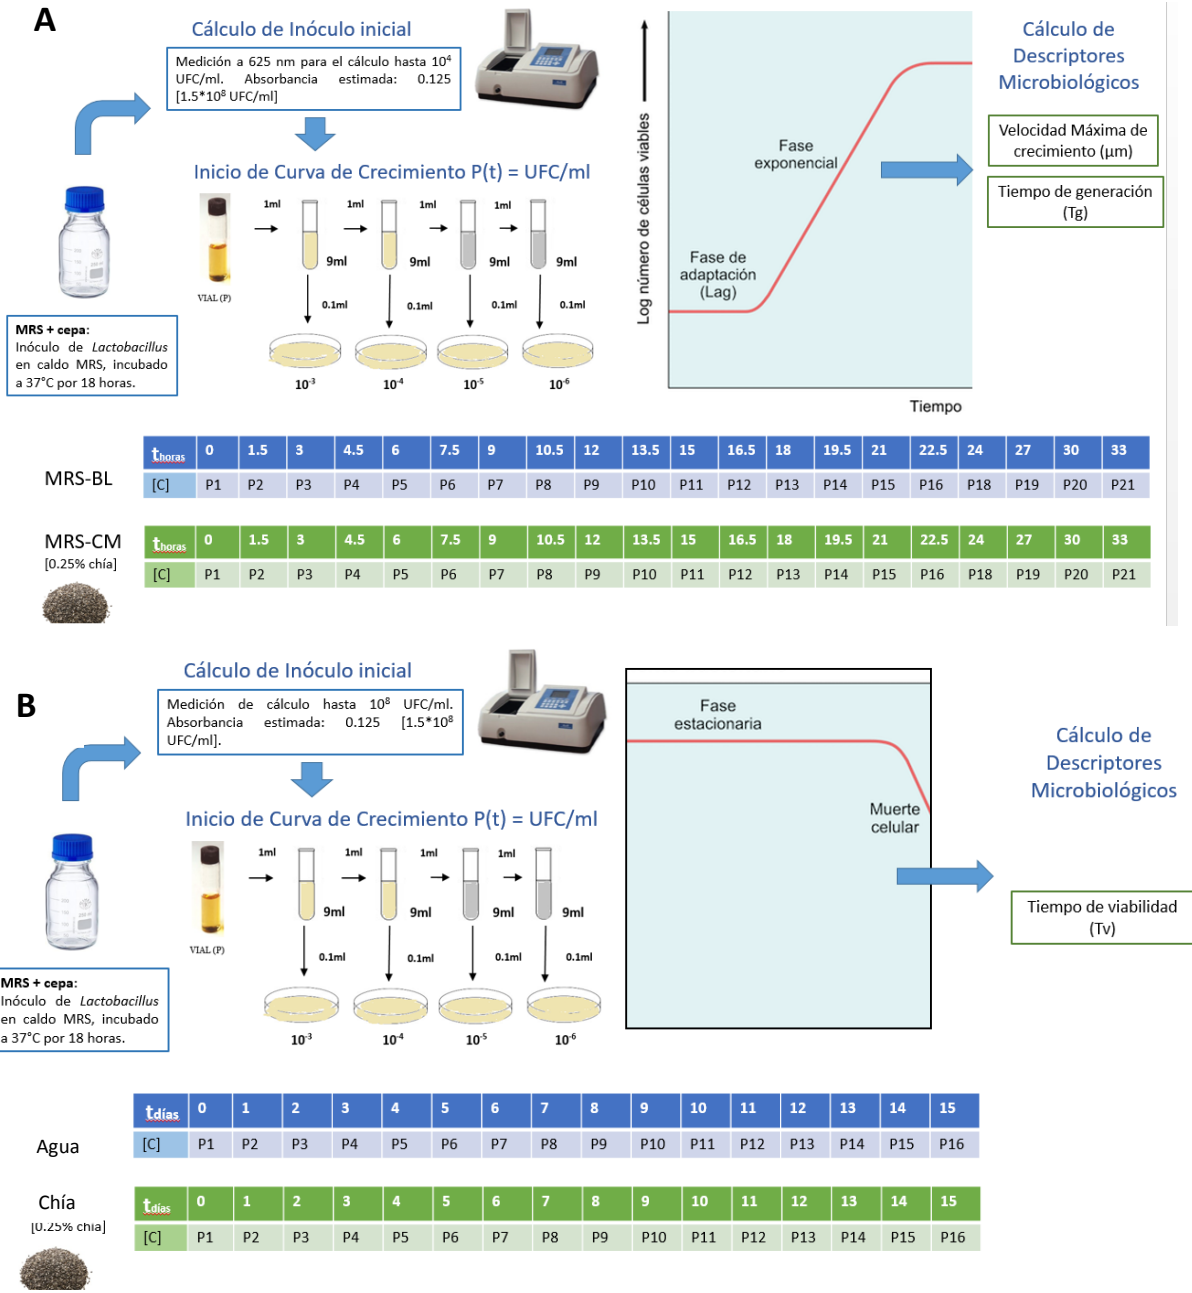 A
Cálculo de Inóculo inicial
Medición a 625 nm para el cálculo hasta 10⁴
UFC/ml. Absorbancia estimada: 0.125
[1.5*10⁸ UFC/ml]
Inicio de Curva de Crecimiento P(t) = UFC/ml
1ml 1ml 1ml 1ml
9ml 9ml 9ml 9ml
VIAL (P)
0.1ml 0.1ml 0.1ml 0.1ml
10⁻³ 10⁻⁴ 10⁻⁵ 10⁻⁶
MRS + cepa:
Inóculo de Lactobacillus
en caldo MRS, incubado
a 37°C por 18 horas.
Log número de células viables
Fase
exponencial
Fase de
adaptación
(Lag)
Tiempo
Cálculo de
Descriptores
Microbiológicos
Velocidad Máxima de
crecimiento (µm)
Tiempo de generación
(Tg)
MRS-BL
thoras 0 1.5 3 4.5 6 7.5 9 10.5 12 13.5 15 16.5 18 19.5 21 22.5 24 27 30 33
[C] P1 P2 P3 P4 P5 P6 P7 P8 P9 P10 P11 P12 P13 P14 P15 P16 P18 P19 P20 P21
MRS-CM
[0.25% chía]
thoras 0 1.5 3 4.5 6 7.5 9 10.5 12 13.5 15 16.5 18 19.5 21 22.5 24 27 30 33
[C] P1 P2 P3 P4 P5 P6 P7 P8 P9 P10 P11 P12 P13 P14 P15 P16 P18 P19 P20 P21
B
Cálculo de Inóculo inicial
Medición de cálculo hasta 10⁸ UFC/ml.
Absorbancia estimada: 0.125 [1.5*10⁸
UFC/ml].
Inicio de Curva de Crecimiento P(t) = UFC/ml
1ml 1ml 1ml 1ml
9ml 9ml 9ml 9ml
VIAL (P)
0.1ml 0.1ml 0.1ml 0.1ml
10⁻³ 10⁻⁴ 10⁻⁵ 10⁻⁶
MRS + cepa:
Inóculo de Lactobacillus
en caldo MRS, incubado
a 37°C por 18 horas.
Fase
estacionaria
Muerte
celular
Cálculo de
Descriptores
Microbiológicos
Tiempo de viabilidad
(Tv)
Agua
tdías 0 1 2 3 4 5 6 7 8 9 10 11 12 13 14 15
[C] P1 P2 P3 P4 P5 P6 P7 P8 P9 P10 P11 P12 P13 P14 P15 P16
Chía
[0.25% chía]
tdías 0 1 2 3 4 5 6 7 8 9 10 11 12 13 14 15
[C] P1 P2 P3 P4 P5 P6 P7 P8 P9 P10 P11 P12 P13 P14 P15 P16